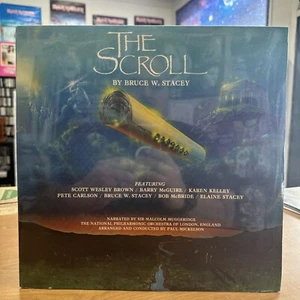 THE
SCROLL
BY BRUCE W. STACEY
FEATURING
SCOTT WESLEY BROWN / BARRY McGUIRE / KAREN KELLEY
PETE CARLSON / BRUCE W. STACEY / BOB McBRIDE / ELAINE STACEY
NARRATED BY SIR MALCOLM MUGGERIDGE
THE NATIONAL PHILHARMONIC ORCHESTRA OF LONDON, ENGLAND
ARRANGED AND CONDUCTED BY PAUL MICKELSON